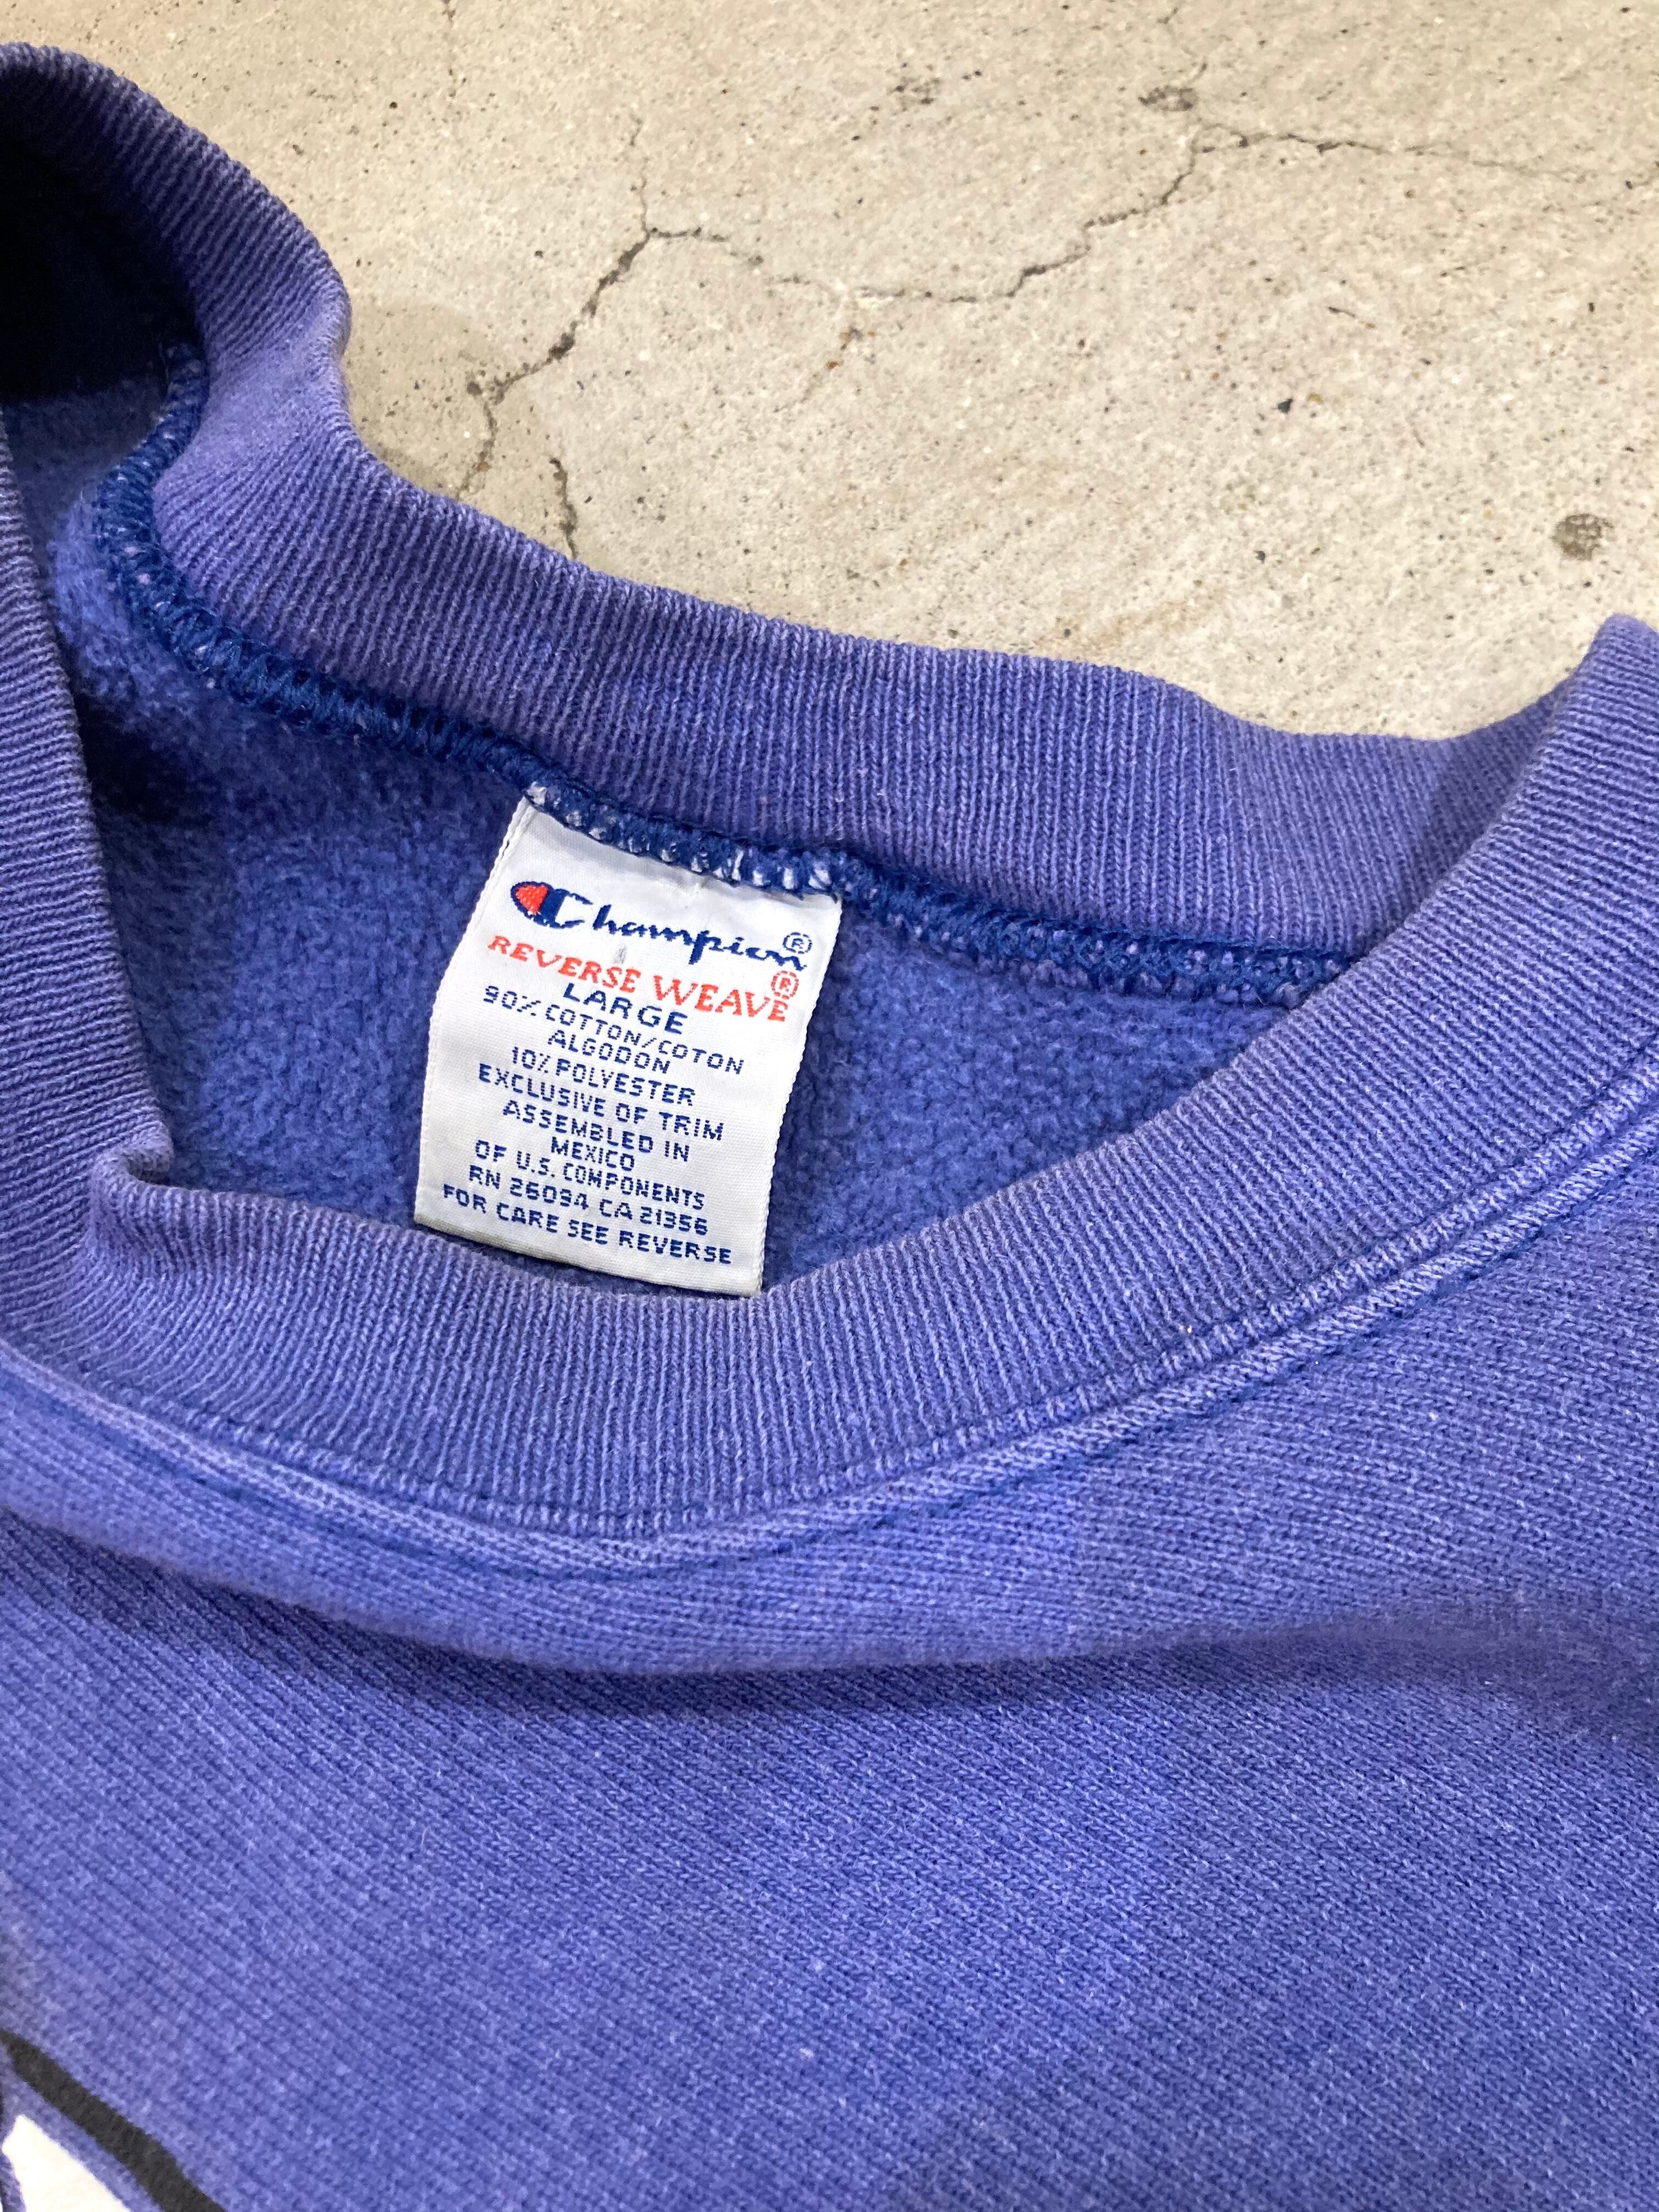 Champion®
REVERSE WEAVE®
LARGE
90% COTTON/COTON
ALGODON
10% POLYESTER
EXCLUSIVE OF TRIM
ASSEMBLED IN
MEXICO
OF U.S. COMPONENTS
RN 26094 CA 21356
FOR CARE SEE REVERSE